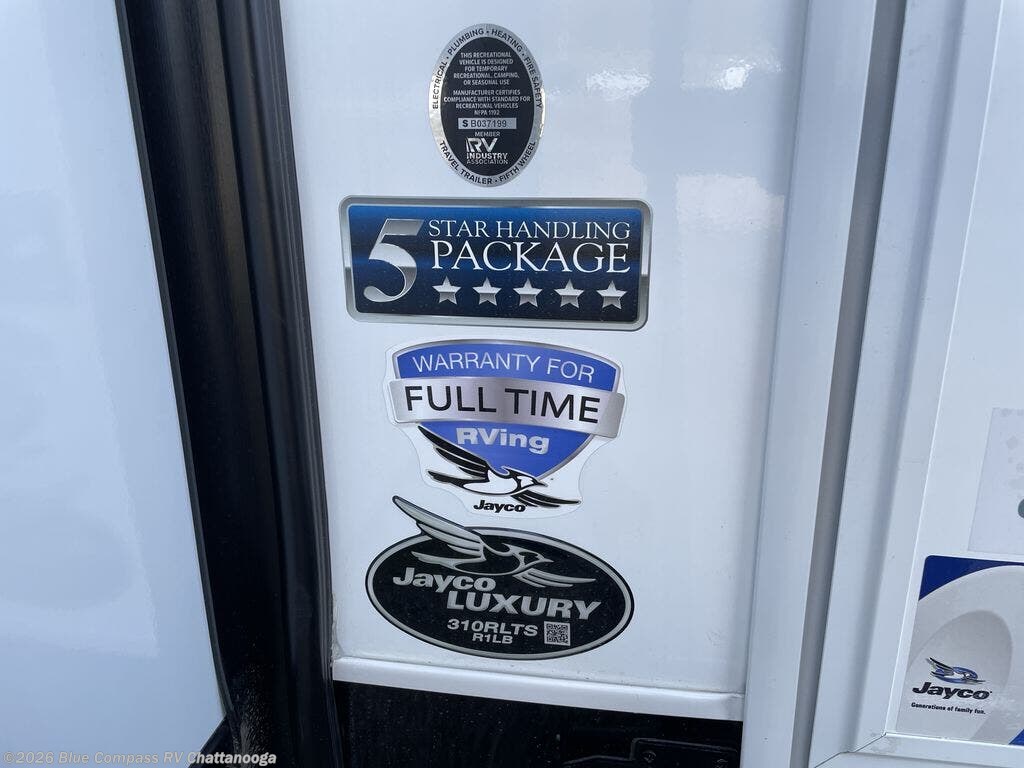 ELECTRICAL • PLUMBING • HEATING • FIRE SAFETY
THIS RECREATIONAL
VEHICLE IS DESIGNED
FOR TEMPORARY
RECREATIONAL, CAMPING,
OR SEASONAL USE
MANUFACTURER CERTIFIES
COMPLIANCE WITH STANDARD FOR
RECREATIONAL VEHICLES
NFPA 1192
S B037199
MEMBER
RV
INDUSTRY
ASSOCIATION
TRAVEL TRAILER • FIFTH WHEEL
5 STAR HANDLING
PACKAGE
WARRANTY FOR
FULL TIME
RVing
Jayco
Jayco
LUXURY
310RLTS
R1LB
Jayco
Generations of family fun.
©2026 Blue Compass RV Chattanooga